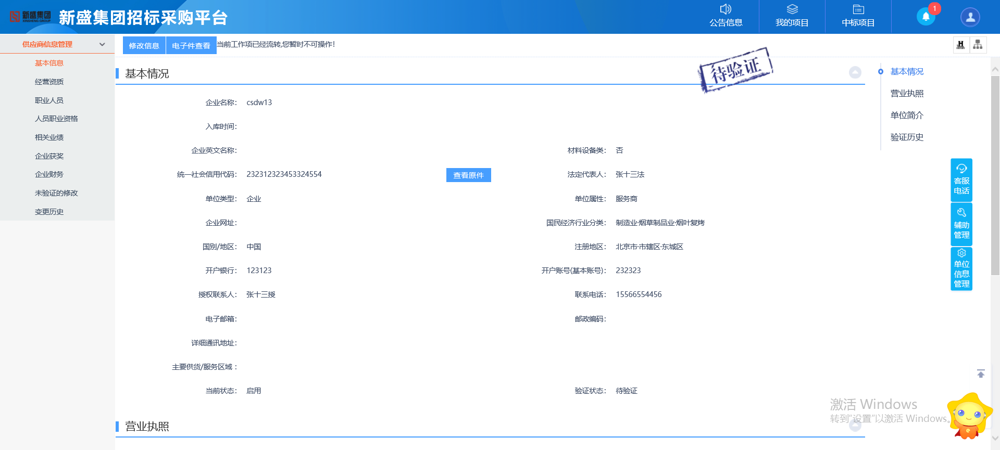 新盛集团
XINSHENG GROUP
新盛集团招标采购平台
公告信息
我的项目
中标项目
1
供应商信息管理
基本信息
经营资质
职业人员
人员职业资格
相关业绩
企业获奖
企业财务
未验证的修改
变更历史
修改信息
电子件查看
当前工作项已经流转,您暂时不可操作!
H
基本情况
待验证
企业名称： csdw13
入库时间：
企业英文名称：
材料设备类： 否
统一社会信用代码： 232312323453324554
查看原件
法定代表人： 张十三法
单位类型： 企业
单位属性： 服务商
企业网址：
国民经济行业分类： 制造业·烟草制品业·烟叶复烤
国别/地区： 中国
注册地区： 北京市·市辖区·东城区
开户银行： 123123
开户账号(基本账号)： 232323
授权联系人： 张十三授
联系电话： 15566554456
电子邮箱：
邮政编码：
详细通讯地址：
主要供货/服务区域：
当前状态： 启用
验证状态： 待验证
营业执照
基本情况
营业执照
单位简介
验证历史
客服
电话
辅助
管理
单位
信息
管理
激活 Windows
转到"设置"以激活 Windows。